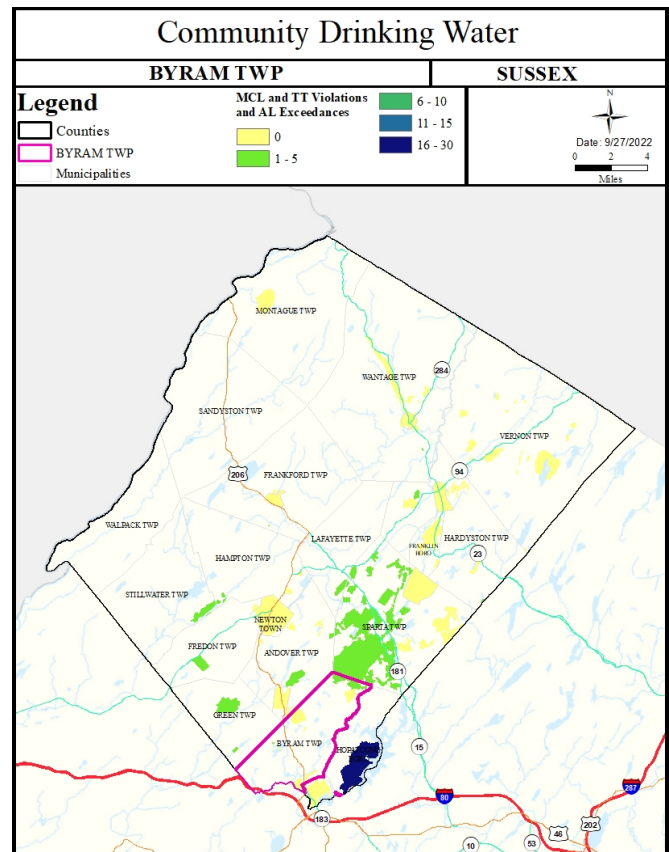 Community Drinking Water
BYRAM TWP
SUSSEX
Legend
Counties
BYRAM TWP
Municipalities
MCL and TT Violations
and AL Exceedances
0
1 - 5
6 - 10
11 - 15
16 - 30
N
Date: 9/27/2022
0 2 4
Miles
MONTAGUE TWP
WANTAGE TWP
284
SANDYSTON TWP
VERNON TWP
94
206
FRANKFORD TWP
WALPACK TWP
LAFAYETTE TWP
HARDYSTON TWP
FRANKLIN
BORO
23
HAMPTON TWP
STILLWATER TWP
NEWTON
TOWN
SPARTA TWP
FREDON TWP
ANDOVER TWP
181
GREEN TWP
BYRAM TWP
15
80
287
183
202
46
10
53